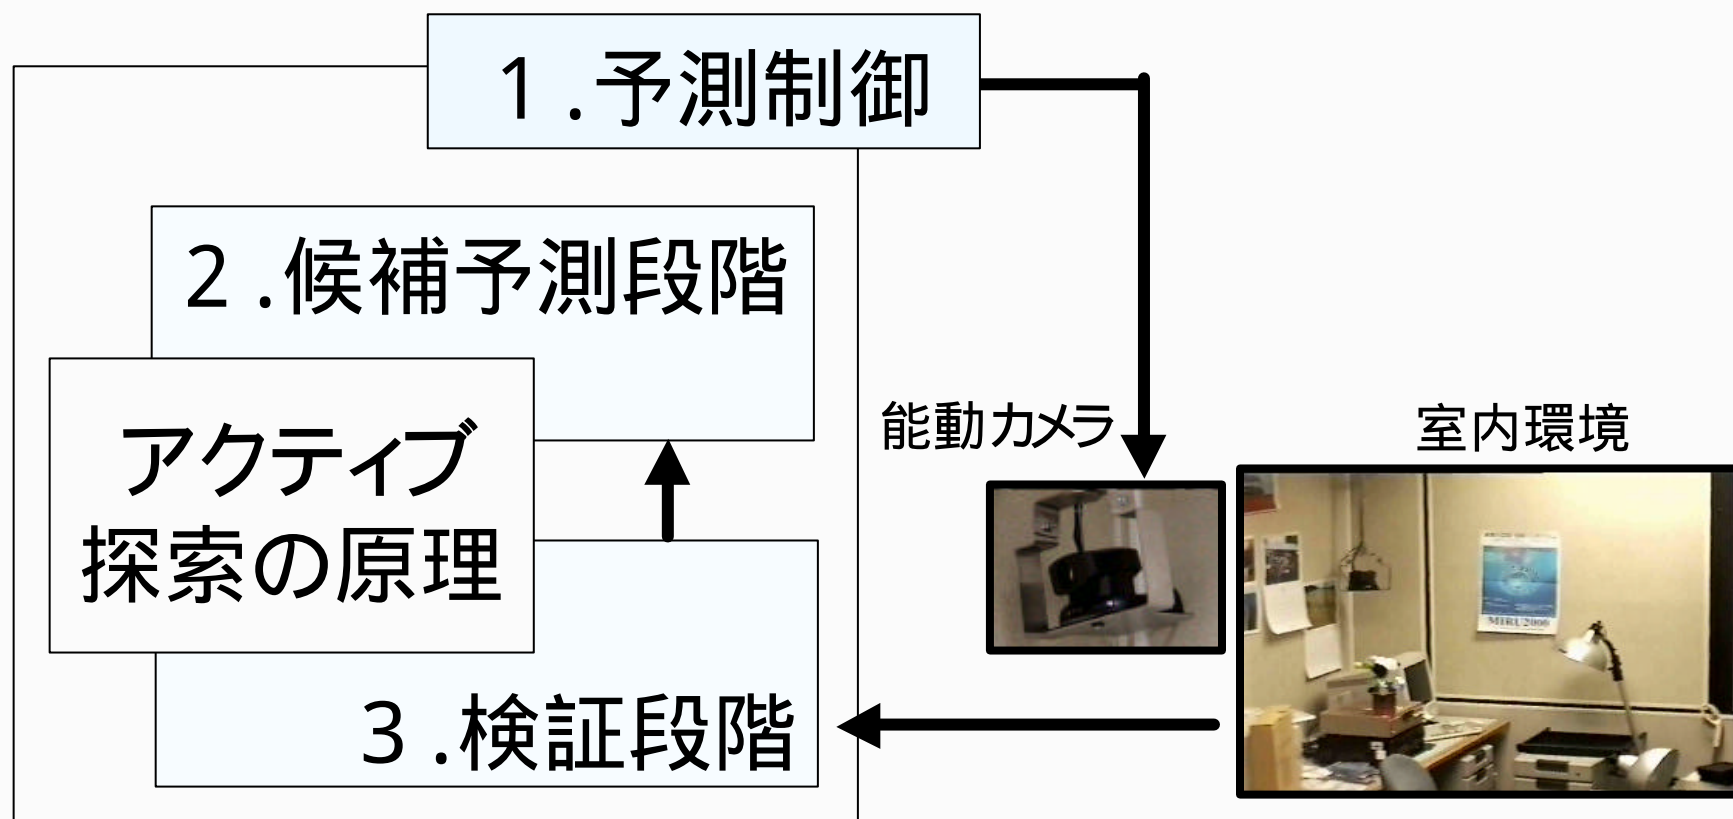 1.予測制御
2.候補予測段階
アクティブ
探索の原理
3.検証段階
能動カメラ
室内環境
MIRU2000